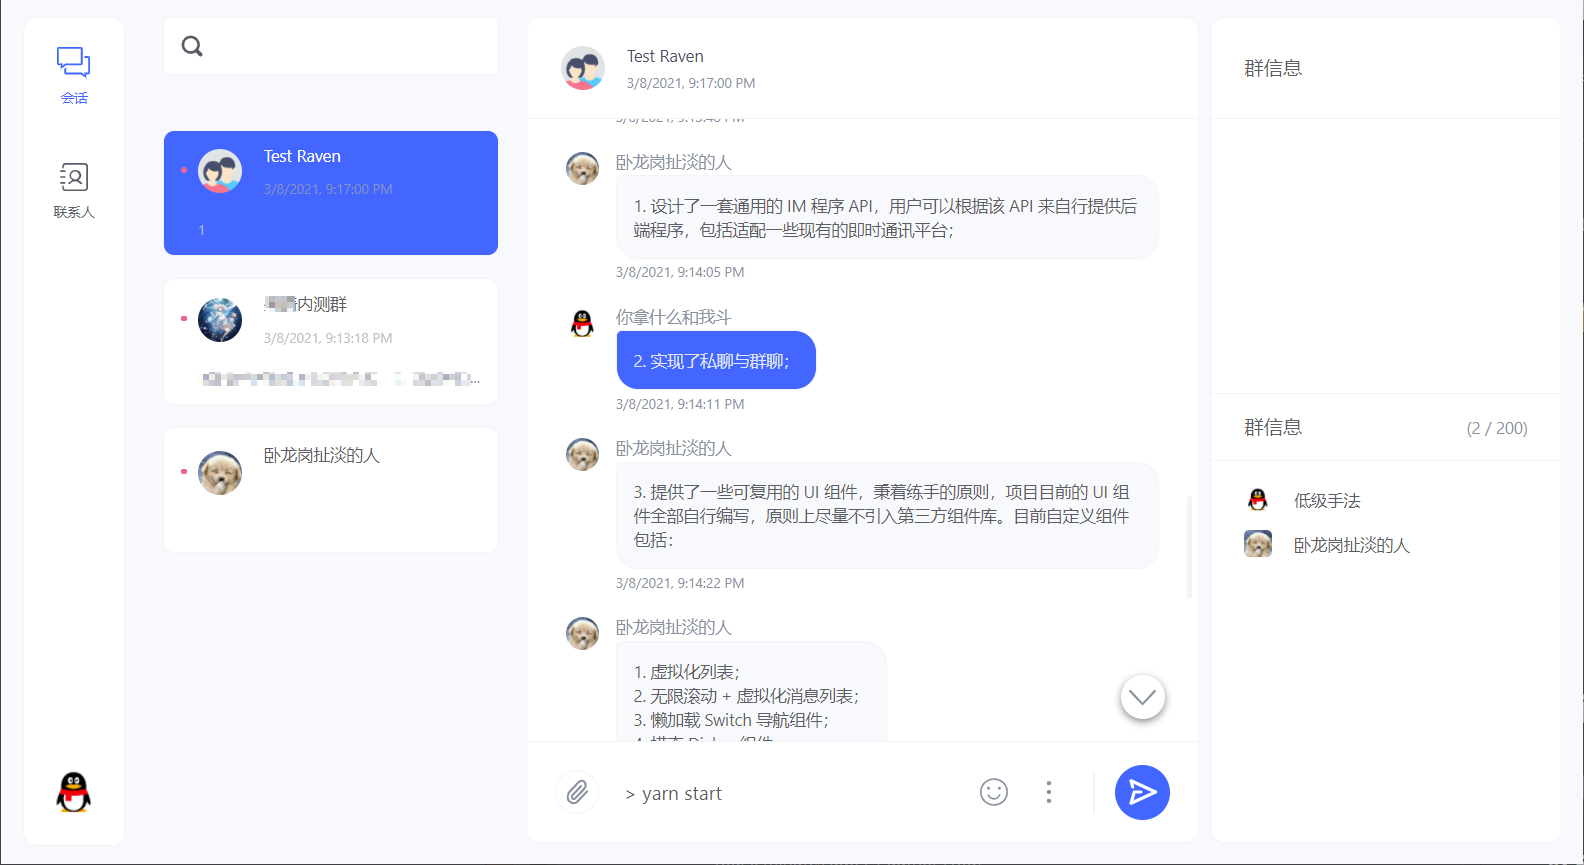 会话
联系人
Test Raven
3/8/2021, 9:17:00 PM
1
内测群
3/8/2021, 9:13:18 PM
卧龙岗扯淡的人
Test Raven
3/8/2021, 9:17:00 PM
卧龙岗扯淡的人
1. 设计了一套通用的 IM 程序 API，用户可以根据该 API 来自行提供后
端程序，包括适配一些现有的即时通讯平台；
3/8/2021, 9:14:05 PM
你拿什么和我斗
2. 实现了私聊与群聊；
3/8/2021, 9:14:11 PM
卧龙岗扯淡的人
3. 提供了一些可复用的 UI 组件，秉着练手的原则，项目目前的 UI 组
件全部自行编写，原则上尽量不引入第三方组件库。目前自定义组件
包括：
3/8/2021, 9:14:22 PM
卧龙岗扯淡的人
1. 虚拟化列表；
2. 无限滚动 + 虚拟化消息列表；
3. 懒加载 Switch 导航组件；
> yarn start
群信息
群信息
(2 / 200)
低级手法
卧龙岗扯淡的人